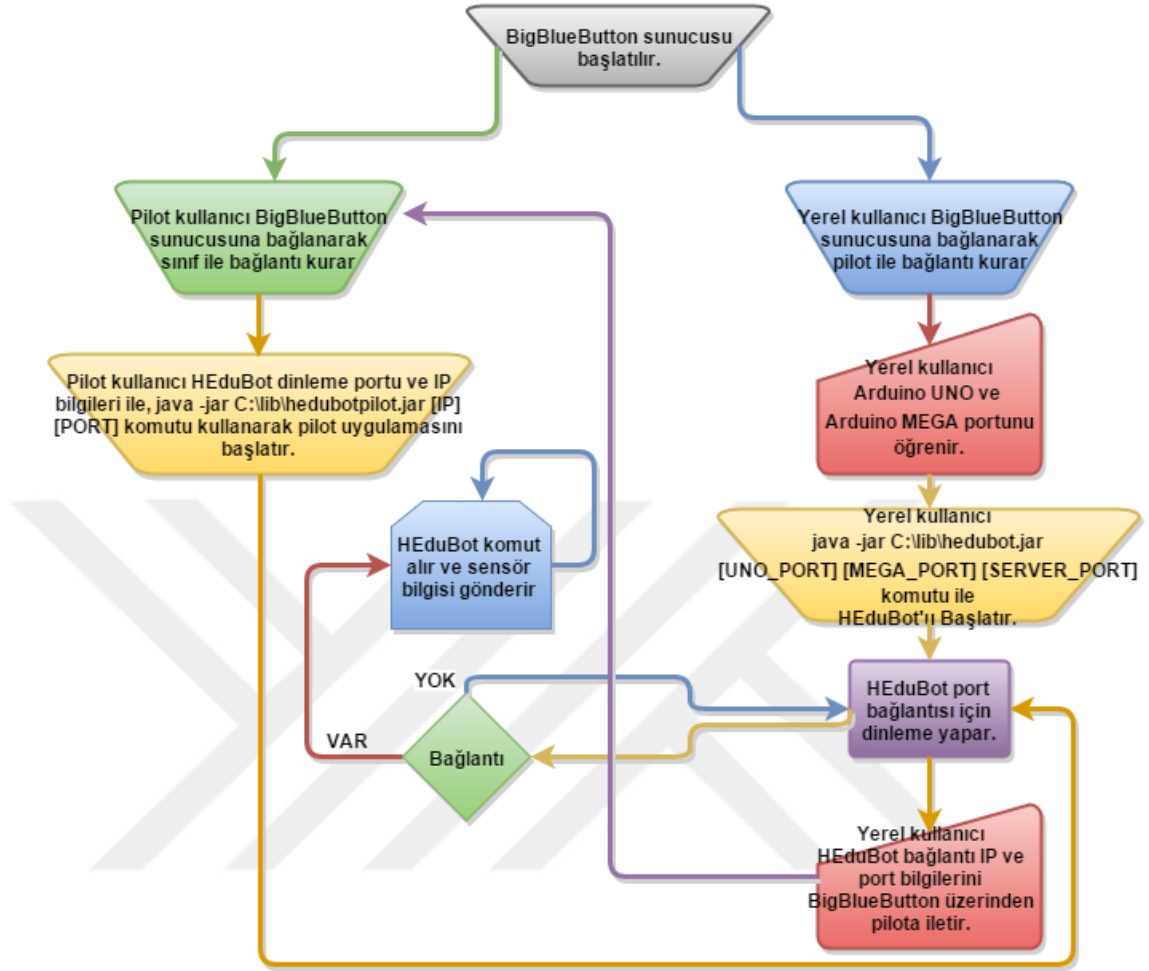 BigBlueButton sunucusu
başlatılır.
Pilot kullanıcı BigBlueButton
sunucusuna bağlanarak
sınıf ile bağlantı kurar
Yerel kullanıcı BigBlueButton
sunucusuna bağlanarak
pilot ile bağlantı kurar
Pilot kullanıcı HEduBot dinleme portu ve IP
bilgileri ile, java -jar C:\lib\hedubotpilot.jar [IP]
[PORT] komutu kullanarak pilot uygulamasını
başlatır.
Yerel kullanıcı
Arduino UNO ve
Arduino MEGA portunu
öğrenir.
HEduBot komut
alır ve sensör
bilgisi gönderir
Yerel kullanıcı
java -jar C:\lib\hedubot.jar
[UNO_PORT] [MEGA_PORT] [SERVER_PORT]
komutu ile
HEduBot'ıı Başlatır.
YOK
VAR
Bağlantı
HEduBot port
bağlantısı için
dinleme yapar.
Yerel kullanıcı
HEduBot bağlantı IP ve
port bilgilerini
BigBlueButton üzerinden
pilota iletir.